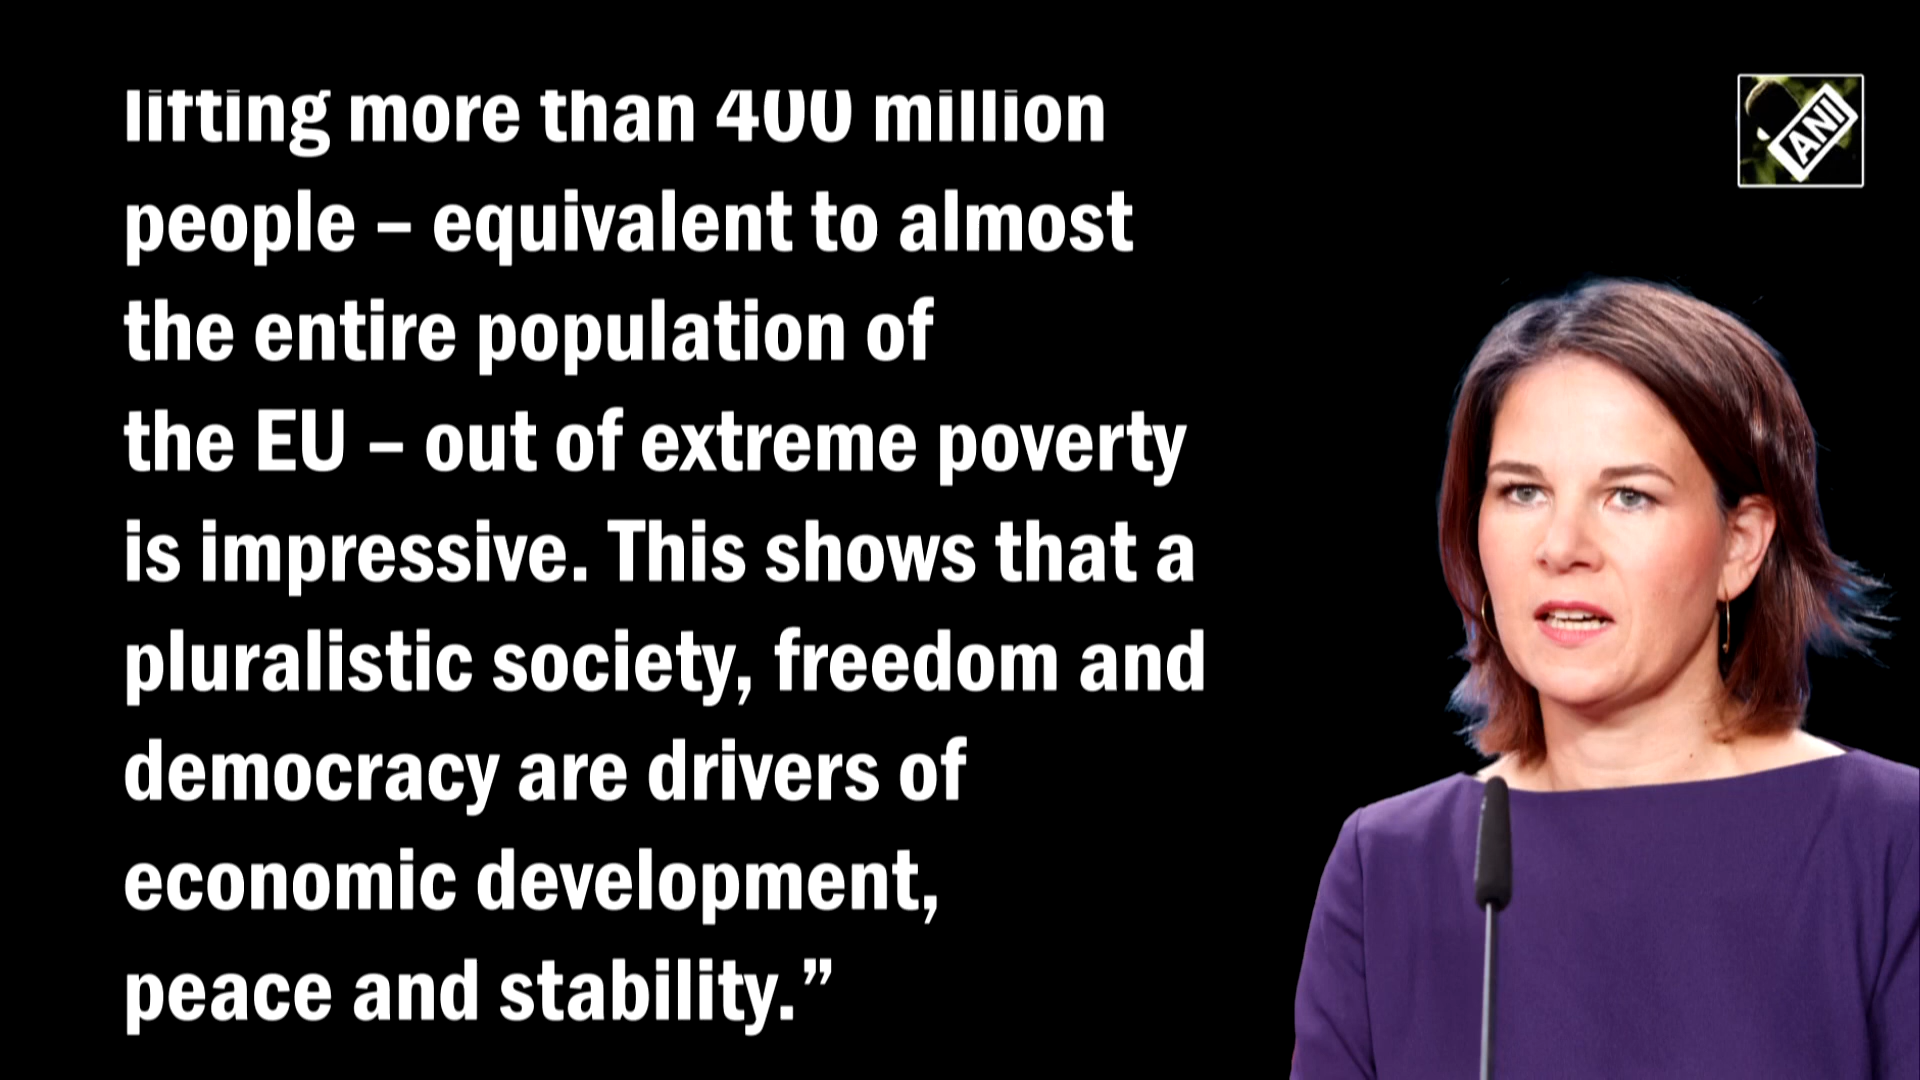 lifting more than 400 million
people – equivalent to almost
the entire population of
the EU – out of extreme poverty
is impressive. This shows that a
pluralistic society, freedom and
democracy are drivers of
economic development,
peace and stability.”
ANI